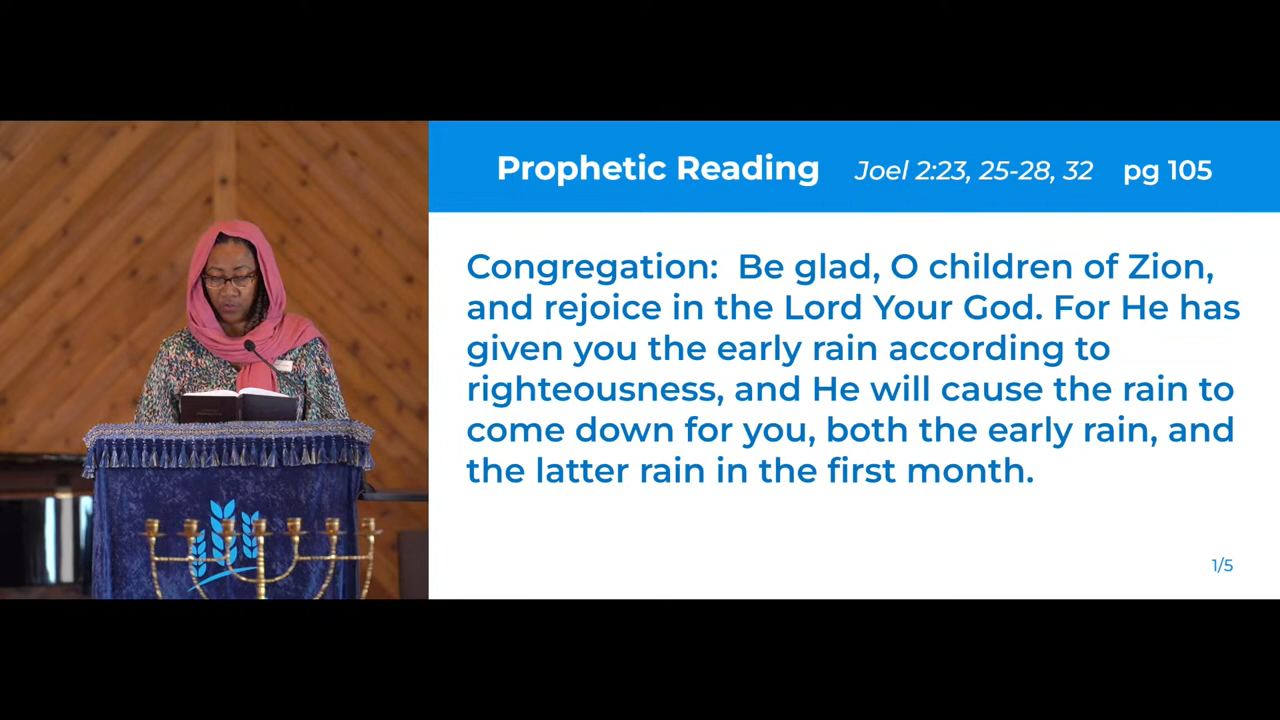 Prophetic Reading Joel 2:23, 25-28, 32 pg 105
Congregation: Be glad, O children of Zion,
and rejoice in the Lord Your God. For He has
given you the early rain according to
righteousness, and He will cause the rain to
come down for you, both the early rain, and
the latter rain in the first month.
1/5